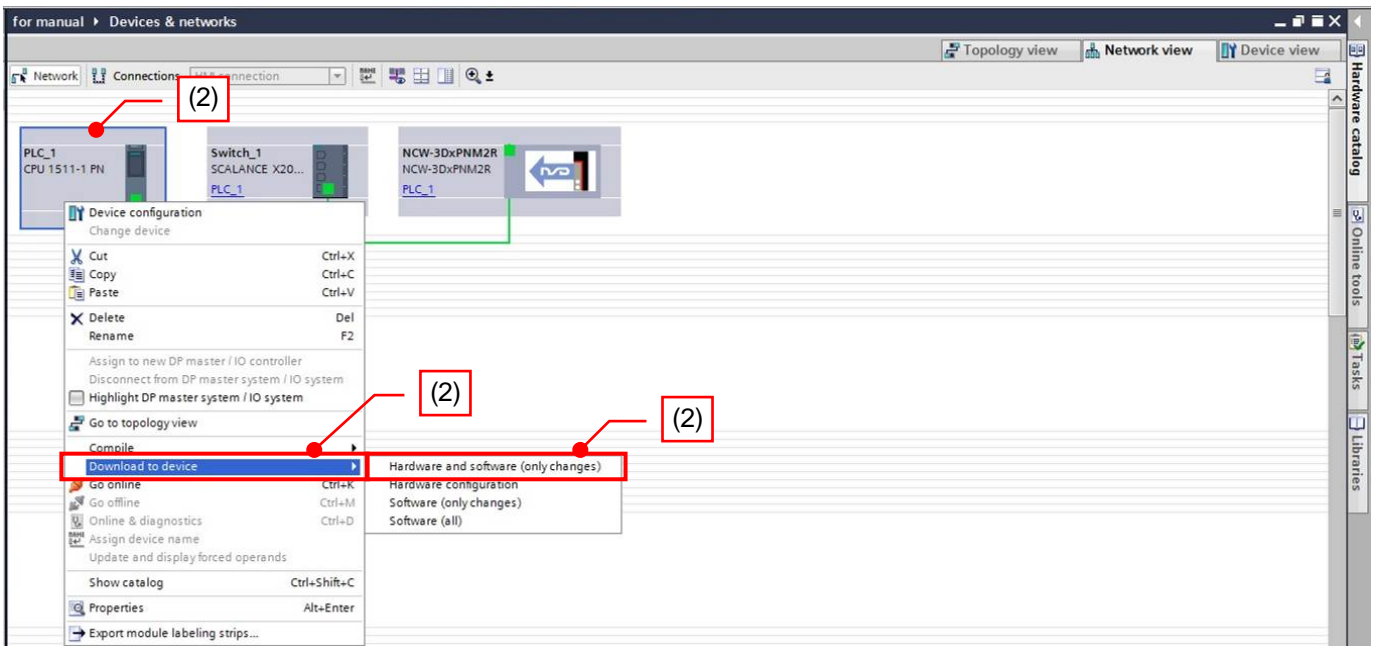 for manual ▸ Devices & networks
Topology view Network view Device view
Network Connections connection
(2)
PLC_1
CPU 1511-1 PN
Switch_1
SCALANCE X20...
PLC_1
NCW-3DxPNM2R
NCW-3DxPNM2R
PLC_1
Device configuration
Change device
Cut Ctrl+X
Copy Ctrl+C
Paste Ctrl+V
Delete Del
Rename F2
Assign to new DP master / IO controller
Disconnect from DP master system / IO system
Highlight DP master system / IO system
(2)
Go to topology view
(2)
Compile
Download to device
Hardware and software (only changes)
Go online Ctrl+K
Hardware configuration
Go offline Ctrl+M
Software (only changes)
Online & diagnostics Ctrl+D
Software (all)
Assign device name
Update and display forced operands
Show catalog Ctrl+Shift+C
Properties Alt+Enter
Export module labeling strips...
Hardware catalog
Online tools
Tasks
Libraries